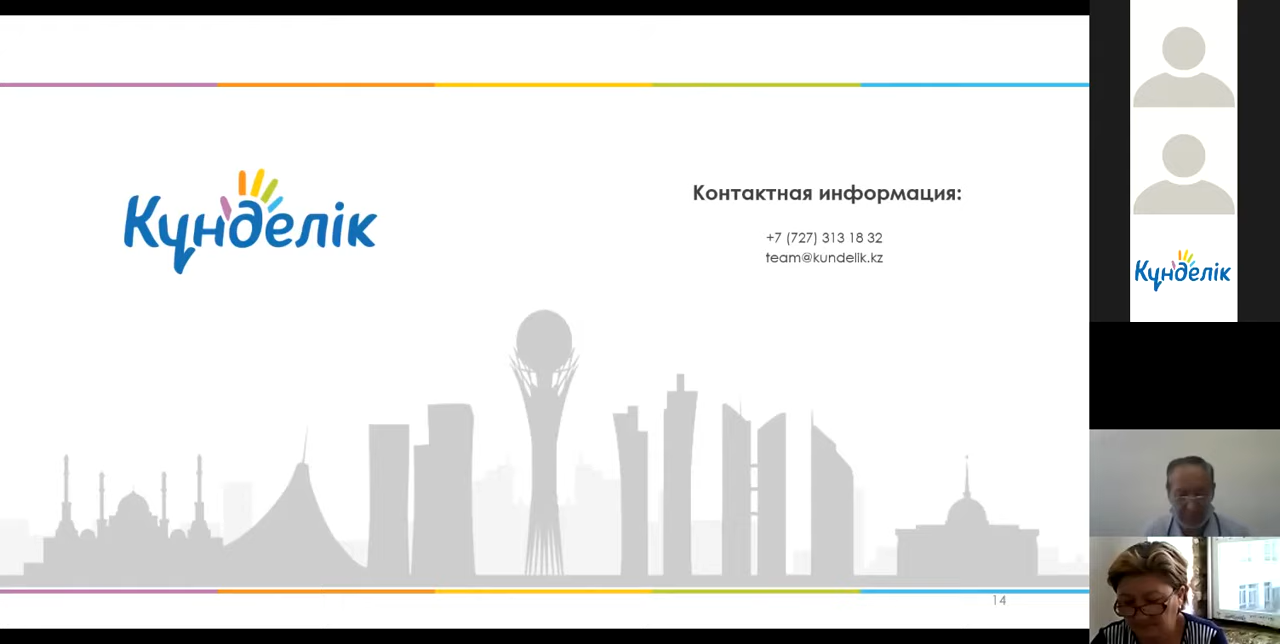 Күнделік
Контактная информация:
+7 (727) 313 18 32
team@kundelik.kz
14
Күнделік